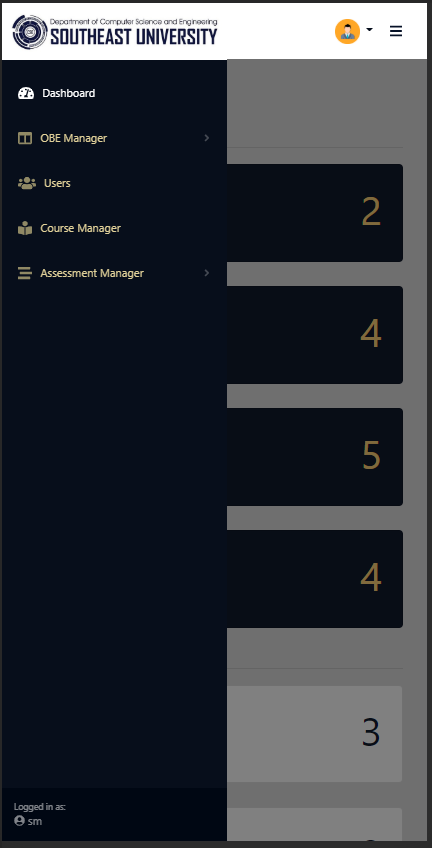 Department of Computer Science and Engineering
SOUTHEAST UNIVERSITY
Dashboard
OBE Manager
Users
Course Manager
Assessment Manager
2
4
5
4
3
Logged in as:
sm